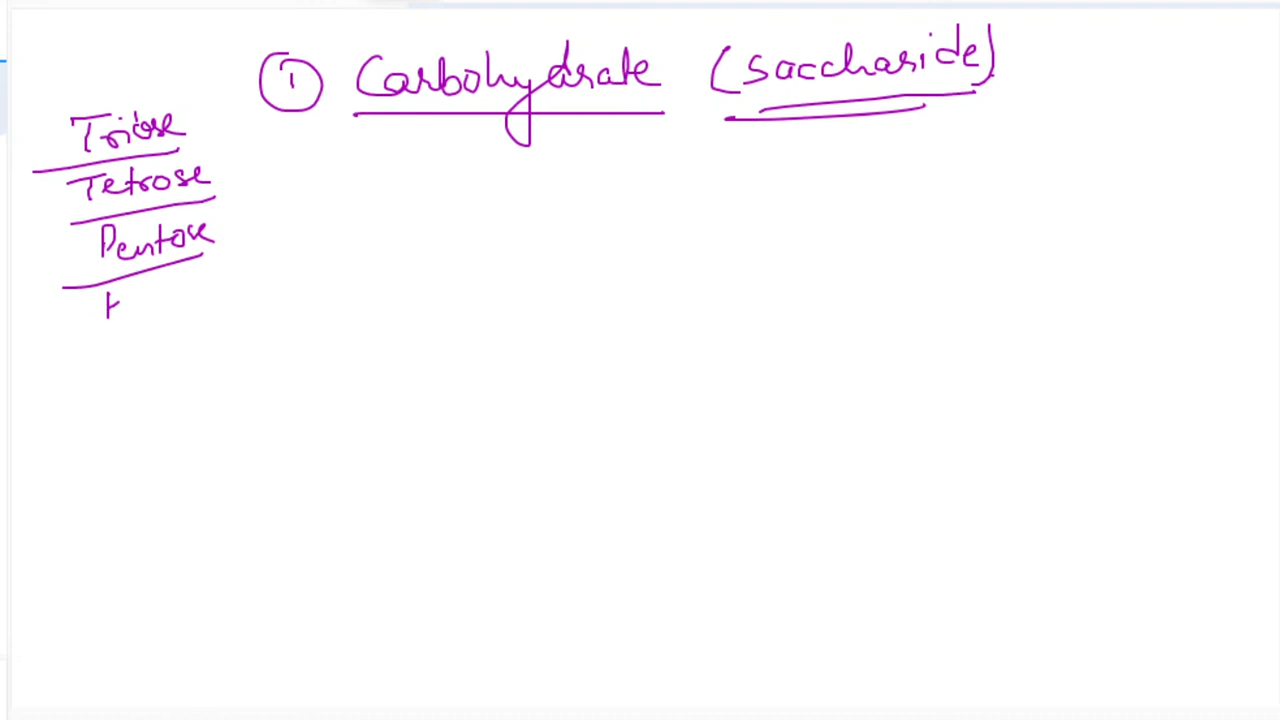 ① Carbohydrate (saccharide)
Triose
Tetrose
Pentose